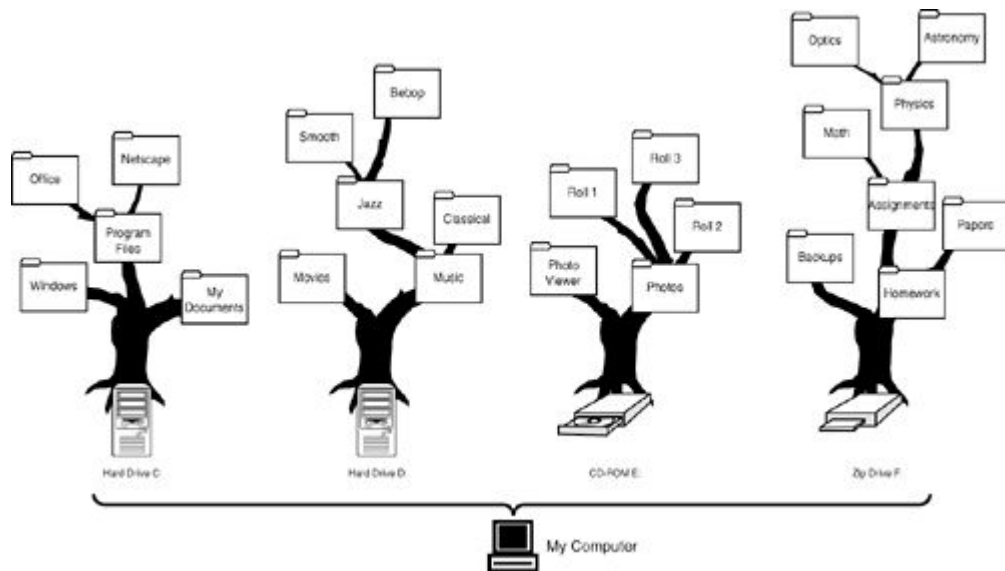 Optics
Astronomy
Physics
Math
Assignments
Papers
Backups
Homework
Bebop
Smooth
Jazz
Classical
Movies
Music
Roll 3
Roll 1
Roll 2
Photo
Viewer
Photos
Netscape
Office
Program
Files
Windows
My
Documents
Hard Drive C
Hard Drive D
CD-ROM E:
Zip Drive F
My Computer